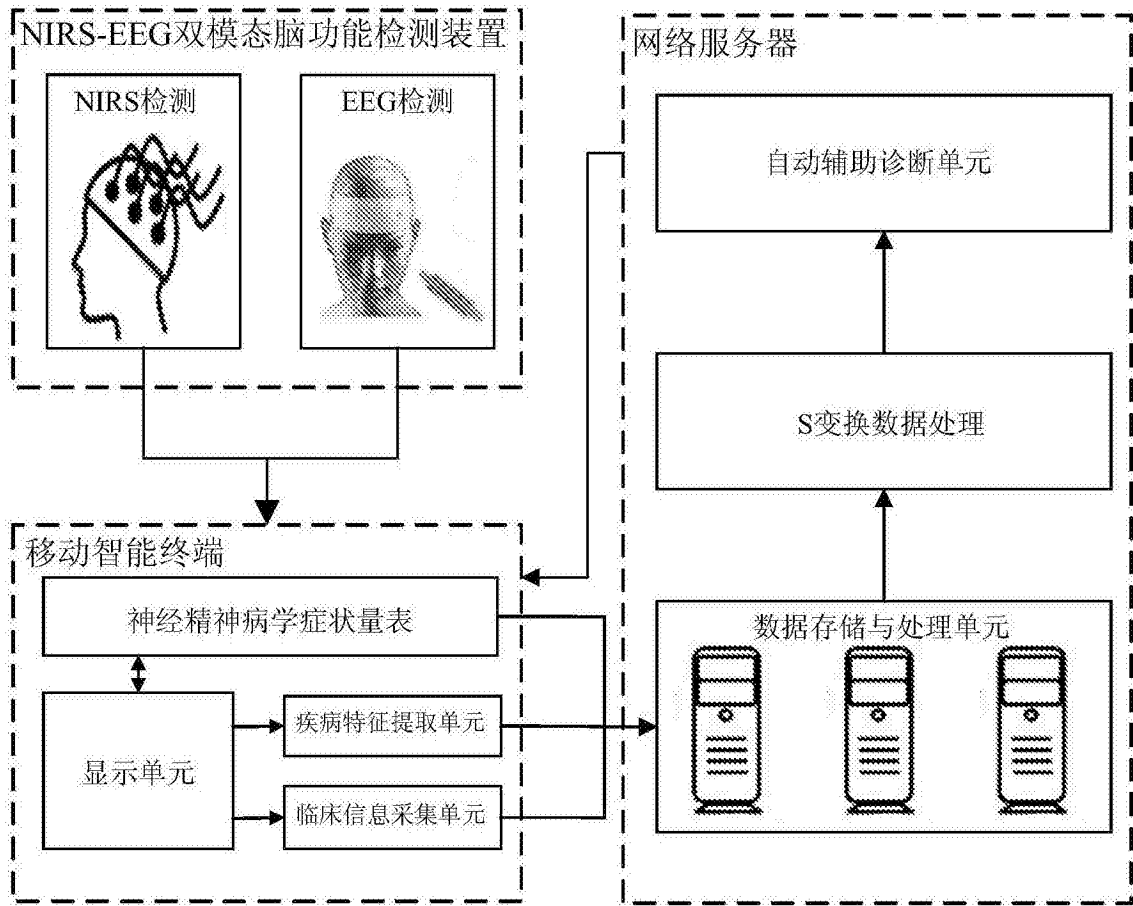 NIRS-EEG双模态脑功能检测装置
NIRS检测
EEG检测
移动智能终端
神经精神病学症状量表
显示单元
疾病特征提取单元
临床信息采集单元
网络服务器
自动辅助诊断单元
S变换数据处理
数据存储与处理单元